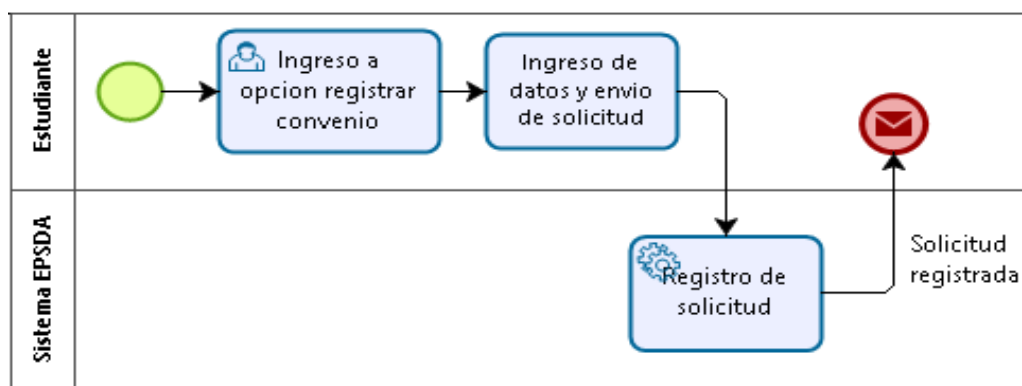 Estudiante
Ingreso a
opcion registrar
convenio
Ingreso de
datos y envio
de solicitud
Sistema EPSDA
Registro de
solicitud
Solicitud
registrada